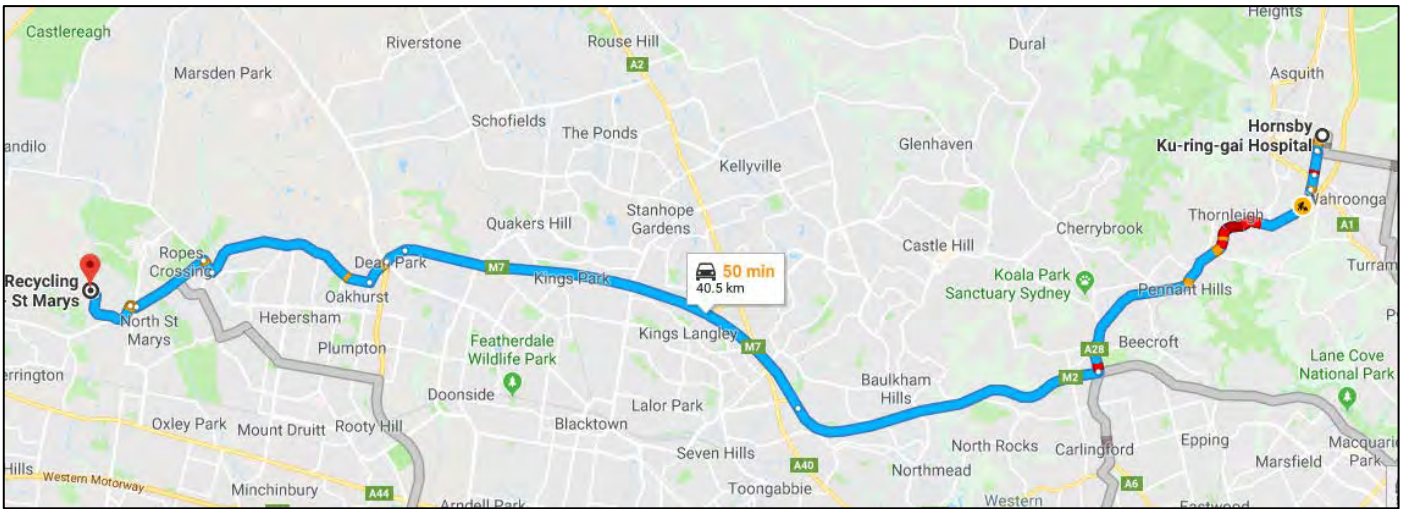 Castlereagh
Riverstone
Rouse Hill
A2
Heights
Dural
Marsden Park
Asquith
Schofields
The Ponds
Hornsby
Ku-ring-gai Hospital
andilo
Glenhaven
Kellyville
Wahroonga
Stanhope
Gardens
Quakers Hill
Cherrybrook
Thornleigh
A1
Ropes
Crossing
Castle Hill
Dean Park
M7
Kings Park
50 min
40.5 km
Koala Park
Sanctuary Sydney
Turram
Recycling
St Marys
Oakhurst
Pennant Hills
North St
Marys
Hebersham
Kings Langley
M7
Plumpton
Featherdale
Wildlife Park
A28
Beecroft
Lane Cove
National Park
errington
Doonside
Lalor Park
Baulkham
Hills
M2
Oxley Park
Mount Druitt
Rooty Hill
Blacktown
Seven Hills
North Rocks
Carlingford
Epping
Macquarie
Park
Hills
Western Motorway
A40
Northmead
Marsfield
Minchinbury
A44
Toongabbie
A6
Arndell Park
Western
Eastwood